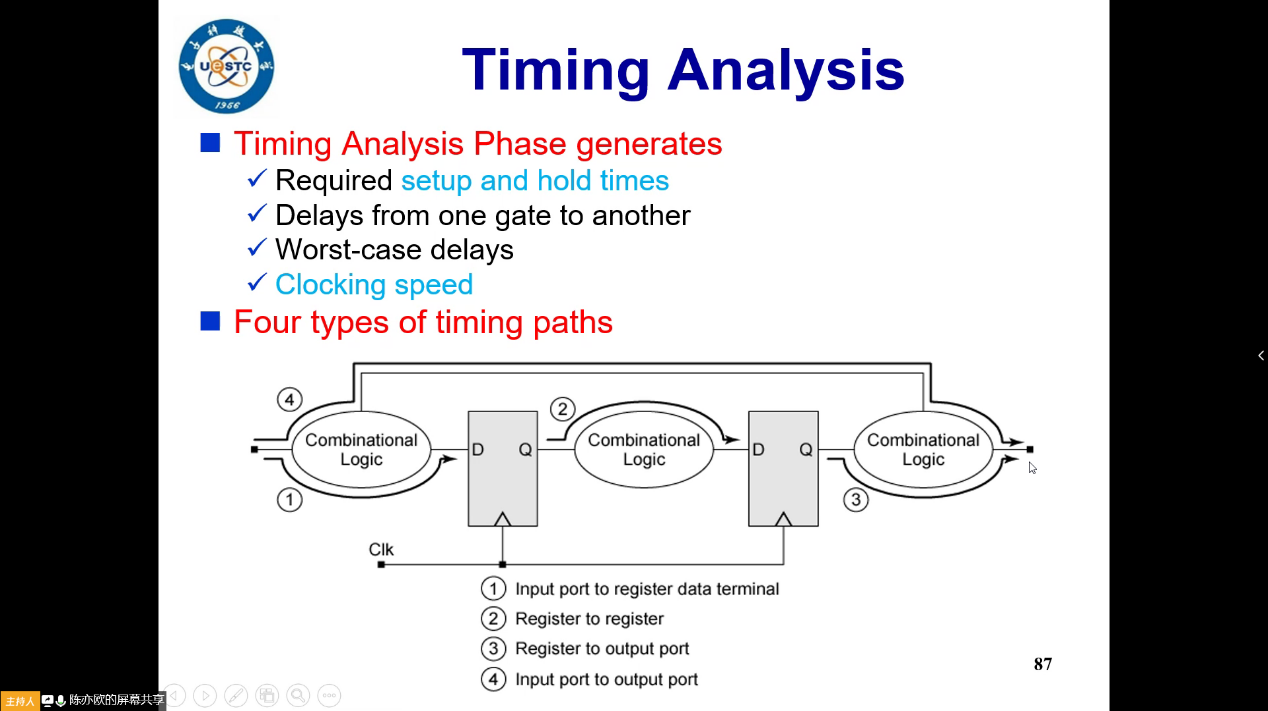 UESTC
1956
Timing Analysis
Timing Analysis Phase generates
✓ Required setup and hold times
✓ Delays from one gate to another
✓ Worst-case delays
✓ Clocking speed
Four types of timing paths
4
2
Combinational
Logic
D Q
Combinational
Logic
D Q
Combinational
Logic
1
3
Clk
1 Input port to register data terminal
2 Register to register
3 Register to output port
4 Input port to output port
87
主持人 陈亦欧的屏幕共享